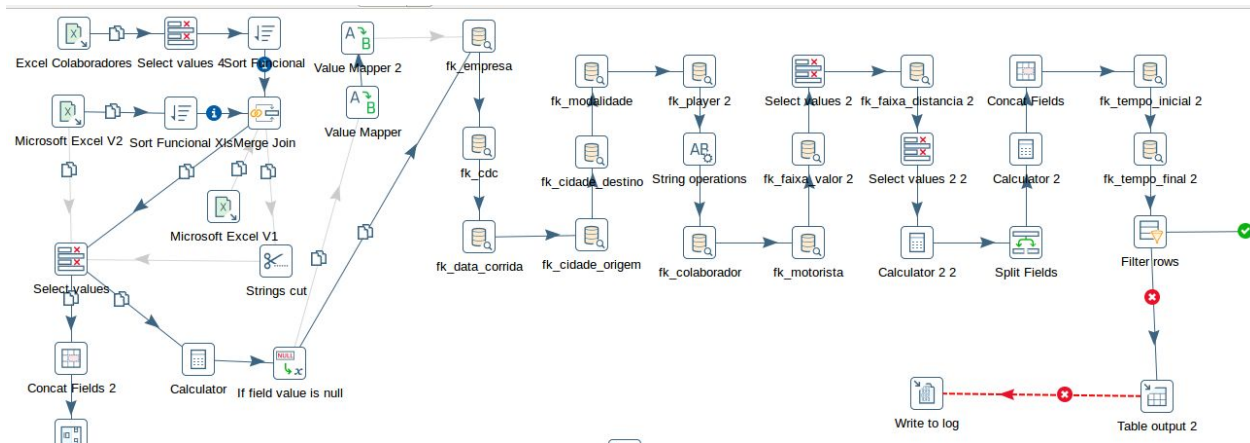 Excel Colaboradores
Select values 4
Sort Funcional
Value Mapper 2
fk_empresa
Microsoft Excel V2
Sort Funcional Xls
Merge Join
Value Mapper
fk_modalidade
fk_player 2
Select values 2
fk_faixa_distancia 2
Concat Fields
fk_tempo_inicial 2
fk_cdc
fk_cidade_destino
String operations
fk_faixa_valor 2
Select values 2 2
Calculator 2
fk_tempo_final 2
Microsoft Excel V1
Select values
Strings cut
fk_data_corrida
fk_cidade_origem
fk_colaborador
fk_motorista
Calculator 2 2
Split Fields
Filter rows
Concat Fields 2
Calculator
If field value is null
Write to log
Table output 2
A
B
A
B
AB
NULL
x